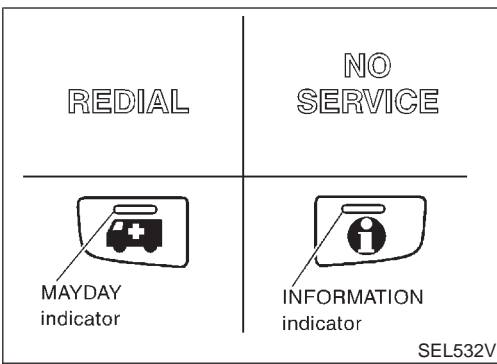 REDIAL
NO
SERVICE
MAYDAY
indicator
INFORMATION
indicator
SEL532V